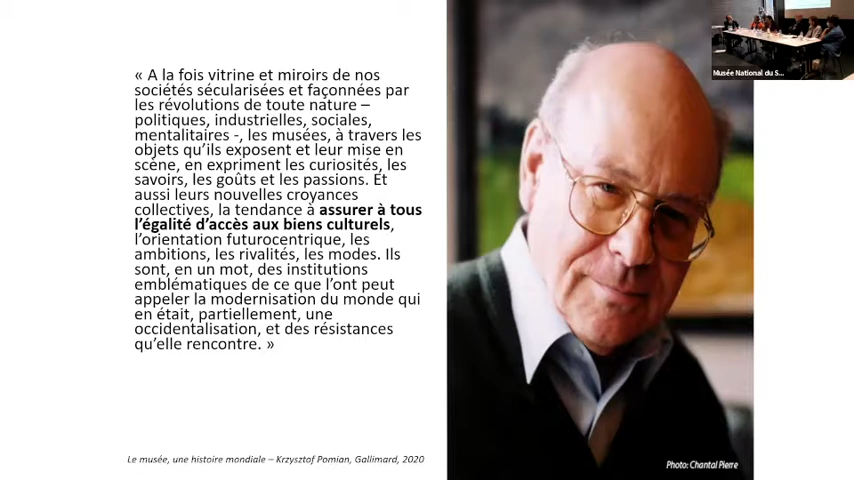 « A la fois vitrine et miroirs de nos
sociétés sécularisées et façonnées par
les révolutions de toute nature –
politiques, industrielles, sociales,
mentalitaires -, les musées, à travers les
objets qu’ils exposent et leur mise en
scène, en expriment les curiosités, les
savoirs, les goûts et les passions. Et
aussi leurs nouvelles croyances
collectives, la tendance à assurer à tous
l’égalité d’accès aux biens culturels,
l’orientation futurocentrique, les
ambitions, les rivalités, les modes. Ils
sont, en un mot, des institutions
emblématiques de ce que l’ont peut
appeler la modernisation du monde qui
en était, partiellement, une
occidentalisation, et des résistances
qu’elle rencontre. »
Le musée, une histoire mondiale – Krzysztof Pomian, Gallimard, 2020
Photo: Chantal Pierre
Musée National du S...